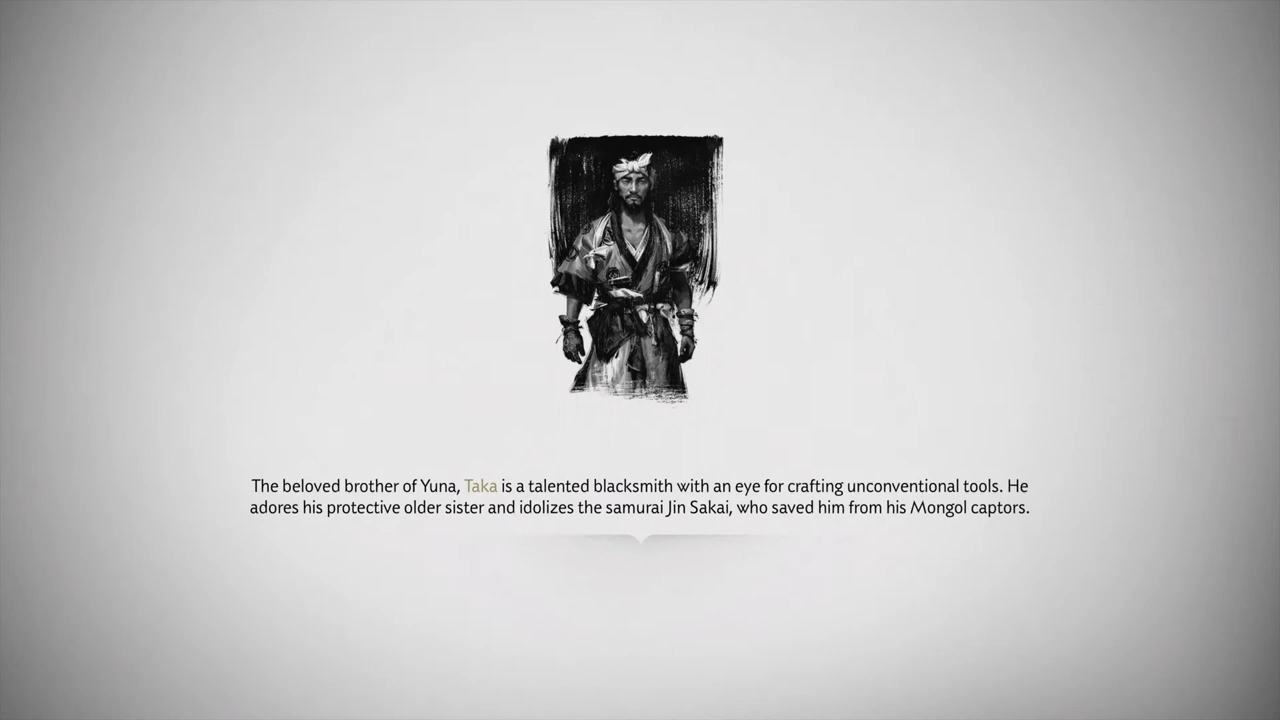 The beloved brother of Yuna, Taka is a talented blacksmith with an eye for crafting unconventional tools. He
adores his protective older sister and idolizes the samurai Jin Sakai, who saved him from his Mongol captors.